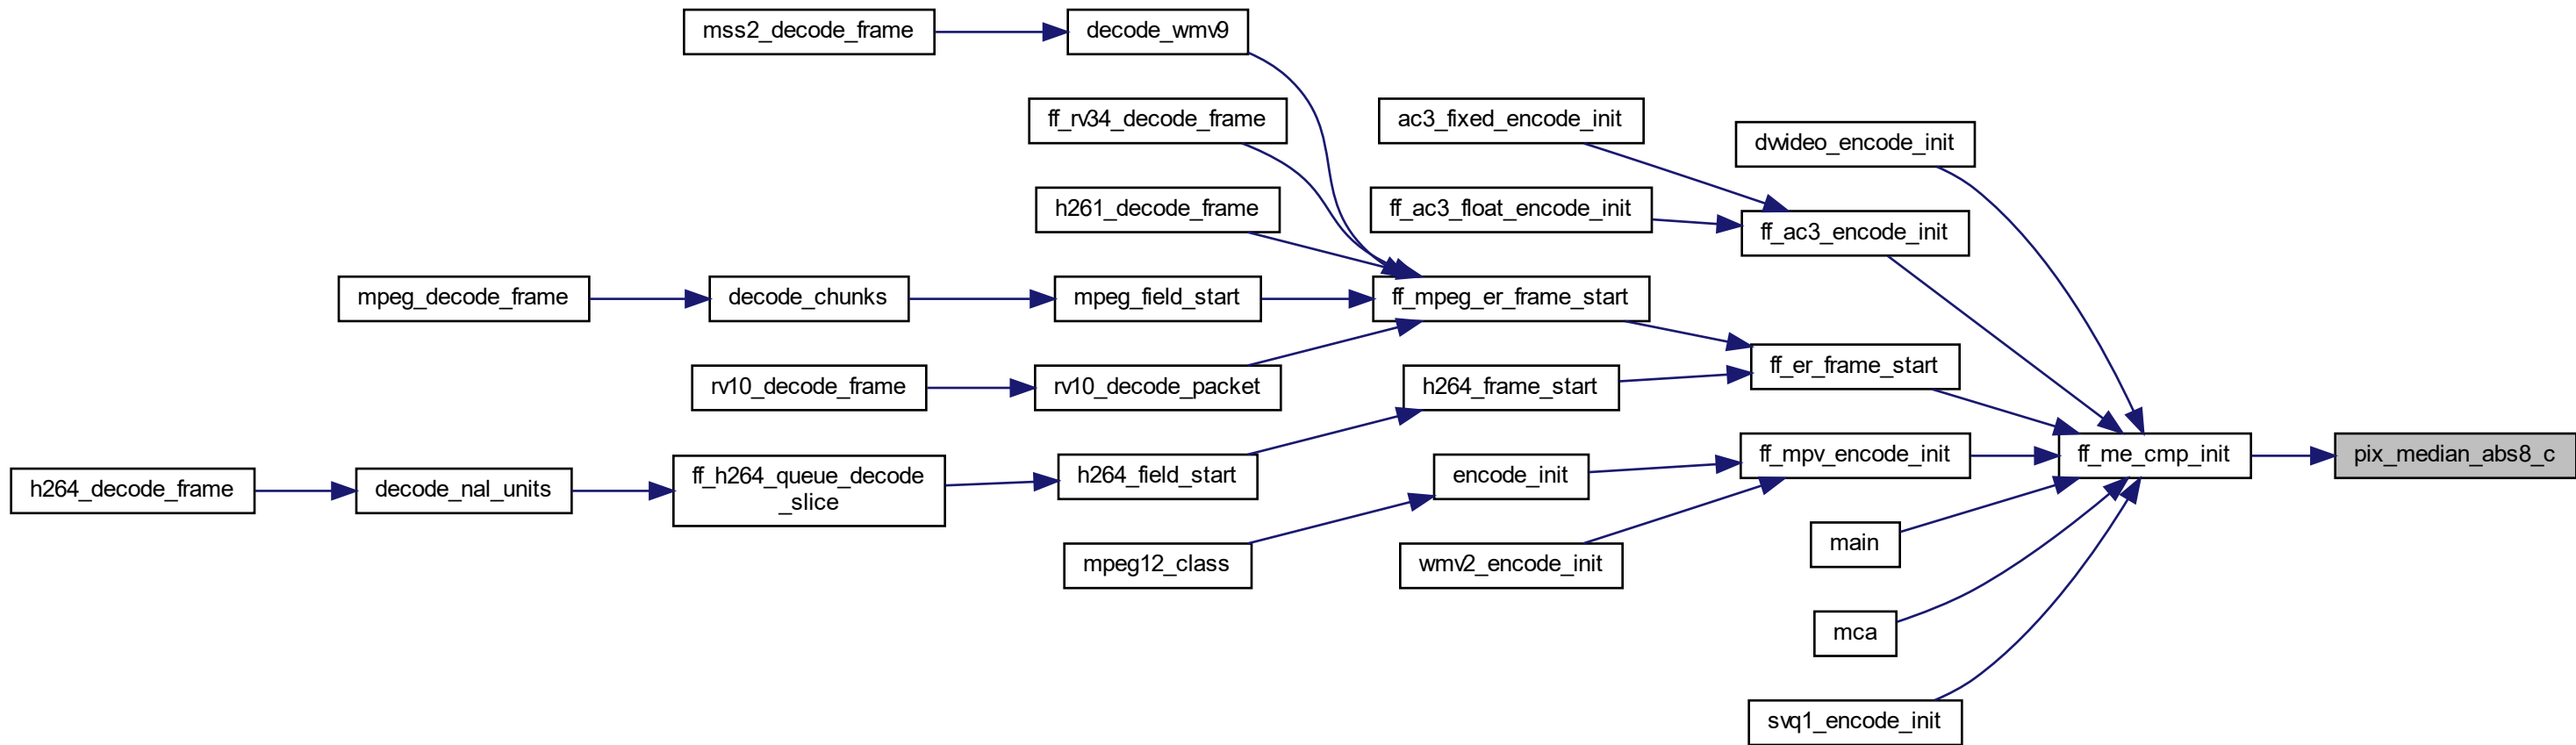 mss2_decode_frame
decode_wmv9
ff_rv34_decode_frame
ac3_fixed_encode_init
dvvideo_encode_init
h261_decode_frame
ff_ac3_float_encode_init
ff_ac3_encode_init
mpeg_decode_frame
decode_chunks
mpeg_field_start
ff_mpeg_er_frame_start
ff_er_frame_start
rv10_decode_frame
rv10_decode_packet
h264_frame_start
h264_decode_frame
decode_nal_units
ff_h264_queue_decode
_slice
h264_field_start
encode_init
ff_mpv_encode_init
ff_me_cmp_init
pix_median_abs8_c
mpeg12_class
wmv2_encode_init
main
mca
svq1_encode_init